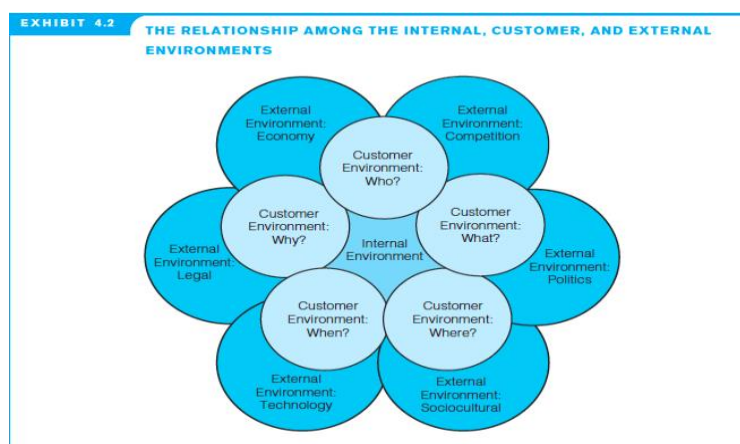 EXHIBIT 4.2
THE RELATIONSHIP AMONG THE INTERNAL, CUSTOMER, AND EXTERNAL
ENVIRONMENTS
External
Environment:
Economy
External
Environment:
Competition
Customer
Environment:
Who?
Customer
Environment:
Why?
Customer
Environment:
What?
External
Environment:
Legal
Internal
Environment
External
Environment:
Politics
Customer
Environment:
When?
Customer
Environment:
Where?
External
Environment:
Technology
External
Environment:
Sociocultural